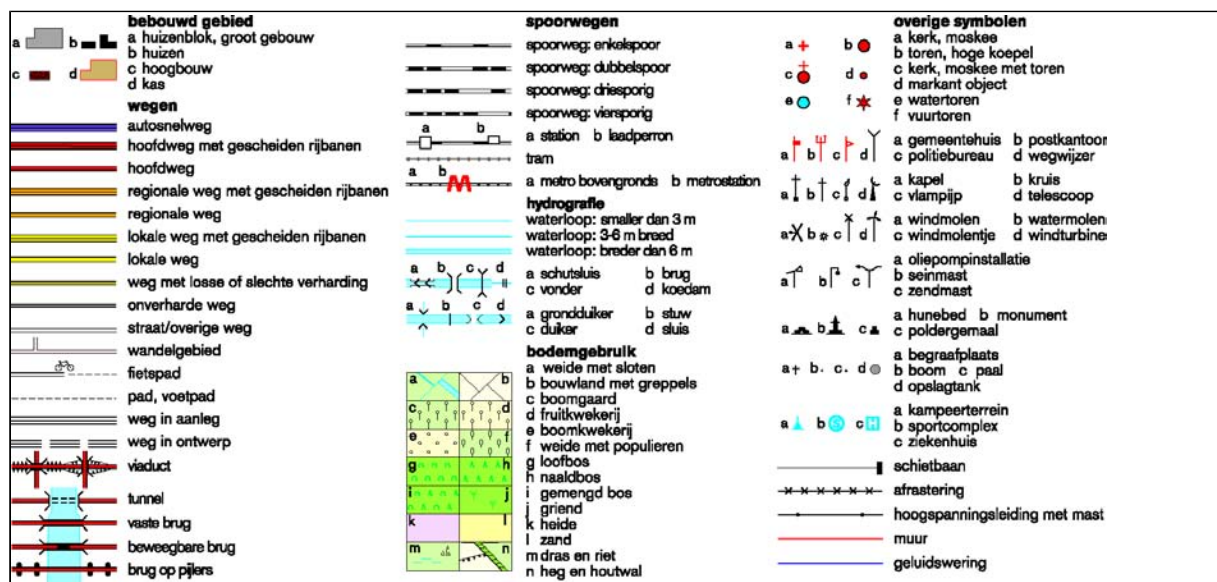 bebouwd gebied
a b a huizenblok, groot gebouw
b huizen
c d c hoogbouw
d kas
wegen
autosnelweg
hoofdweg met gescheiden rijbanen
hoofdweg
regionale weg met gescheiden rijbanen
regionale weg
lokale weg met gescheiden rijbanen
lokale weg
weg met losse of slechte verharding
onverharde weg
straat/overige weg
wandelgebied
fietspad
pad, voetpad
weg in aanleg
weg in ontwerp
viaduct
tunnel
vaste brug
beweegbare brug
brug op pijlers
spoorwegen
spoorweg: enkelspoor
spoorweg: dubbelspoor
spoorweg: driesporig
spoorweg: viersporig
a b
a station b laadperron
tram
a b
a metro bovengronds b metrostation
hydrografie
waterloop: smaller dan 3 m
waterloop: 3-6 m breed
waterloop: breder dan 6 m
a b c d a schutsluis b brug
c vonder d koedam
a b c d a grondduiker b stuw
c duiker d sluis
bodemgebruik
a weide met sloten
a b b bouwland met greppels
c boomgaard
c d d fruitkwekerij
e boomkwekerij
e f f weide met populieren
g loofbos
g h h naaldbos
i gemengd bos
i j j griend
k heide
k l l zand
m dras en riet
m n n heg en houtwal
overige symbolen
a b a kerk, moskee
b toren, hoge koepel
c d c kerk, moskee met toren
d markant object
e f e watertoren
f vuurtoren
a b c d a gemeentehuis b postkantoor
c politiebureau d wegwijzer
a b c d a kapel b kruis
c vlampijp d telescoop
a b c d a windmolen b watermolen
c windmolentje d windturbine
a b c a oliepompinstallatie
b seinmast
c zendmast
a b c a hunebed b monument
c poldergemaal
a b c d a begraafplaats
b boom c paal
d opslagtank
a b S c H a kampeerterrein
b sportcomplex
c ziekenhuis
schietbaan
afrastering
hoogspanningsleiding met mast
muur
geluidswering